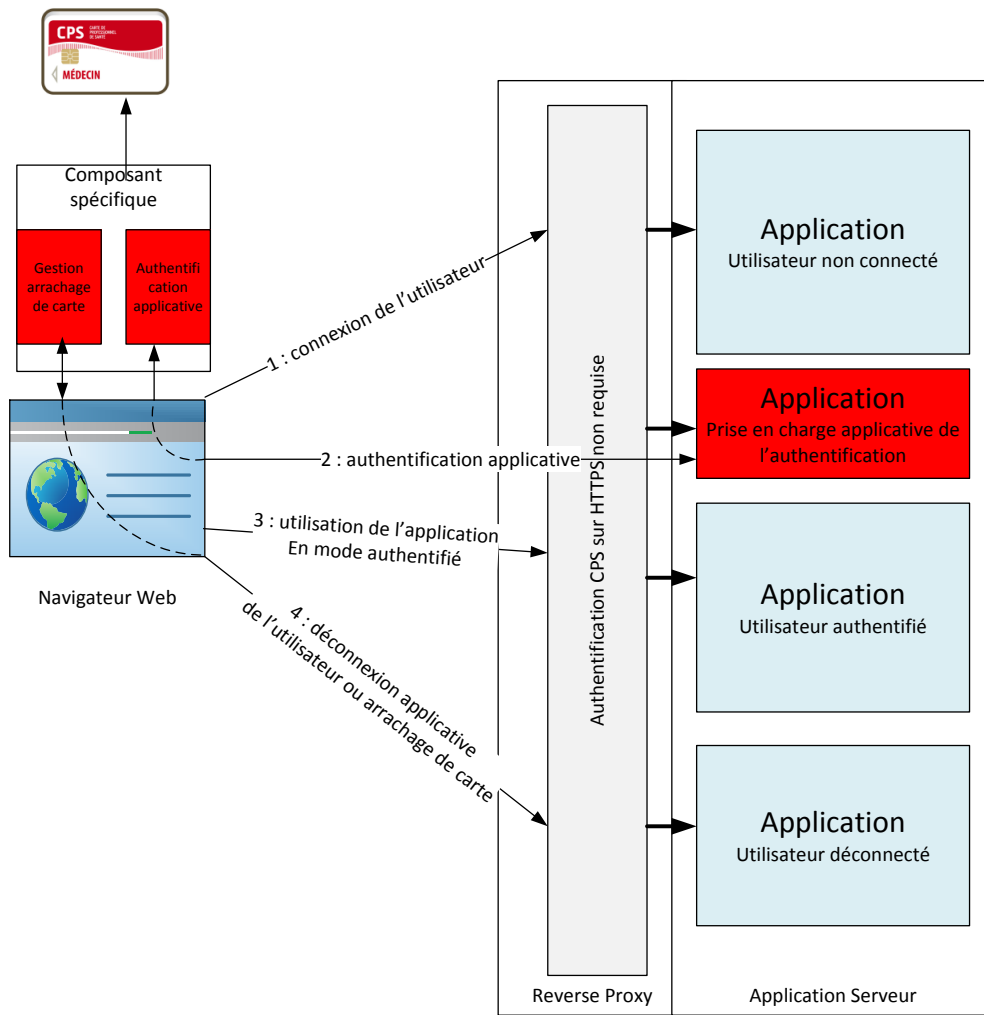 CPS
CARTE DE
PROFESSIONNEL
DE SANTÉ
MÉDECIN
Composant
spécifique
Gestion
arrachage
de carte
Authentifi
cation
applicative
Navigateur Web
1 : connexion de l’utilisateur
2 : authentification applicative
3 : utilisation de l’application
En mode authentifié
4 : déconnexion applicative
de l’utilisateur ou arrachage de carte
Authentification CPS sur HTTPS non requise
Application
Utilisateur non connecté
Application
Prise en charge applicative de
l’authentification
Application
Utilisateur authentifié
Application
Utilisateur déconnecté
Reverse Proxy
Application Serveur